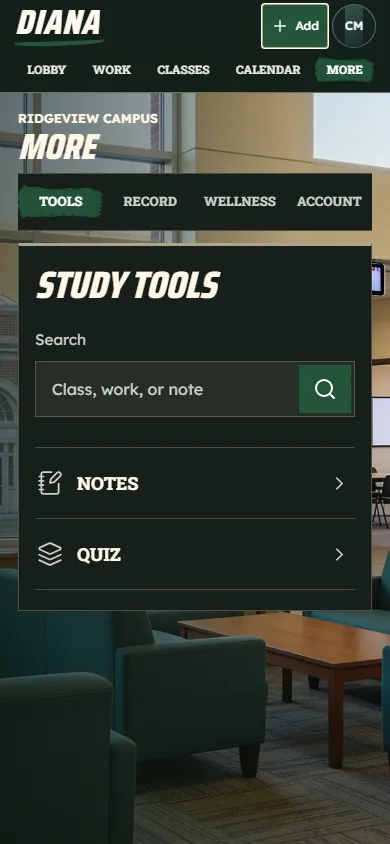 DIANA
Add
CM
LOBBY WORK CLASSES CALENDAR MORE
RIDGEVIEW CAMPUS
MORE
TOOLS RECORD WELLNESS ACCOUNT
STUDY TOOLS
Search
Class, work, or note
NOTES
QUIZ